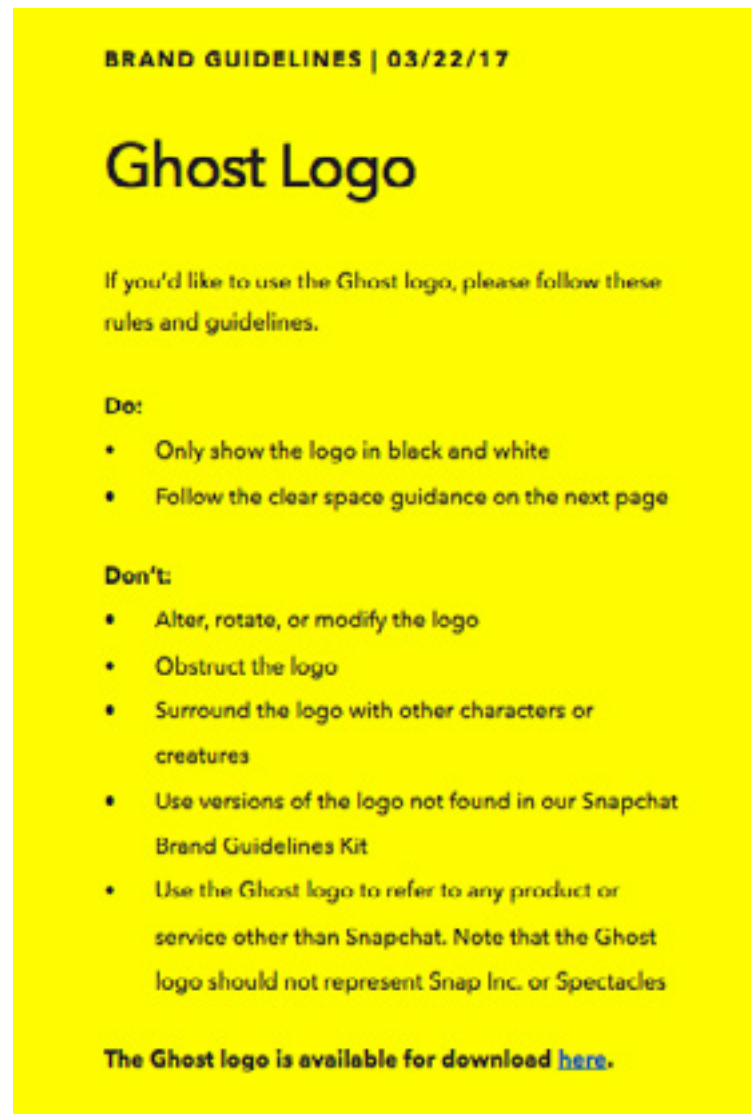 BRAND GUIDELINES | 03/22/17
Ghost Logo
If you'd like to use the Ghost logo, please follow these
rules and guidelines.
Do:
• Only show the logo in black and white
• Follow the clear space guidance on the next page
Don't:
• Alter, rotate, or modify the logo
• Obstruct the logo
• Surround the logo with other characters or
creatures
• Use versions of the logo not found in our Snapchat
Brand Guidelines Kit
• Use the Ghost logo to refer to any product or
service other than Snapchat. Note that the Ghost
logo should not represent Snap Inc. or Spectacles
The Ghost logo is available for download here.